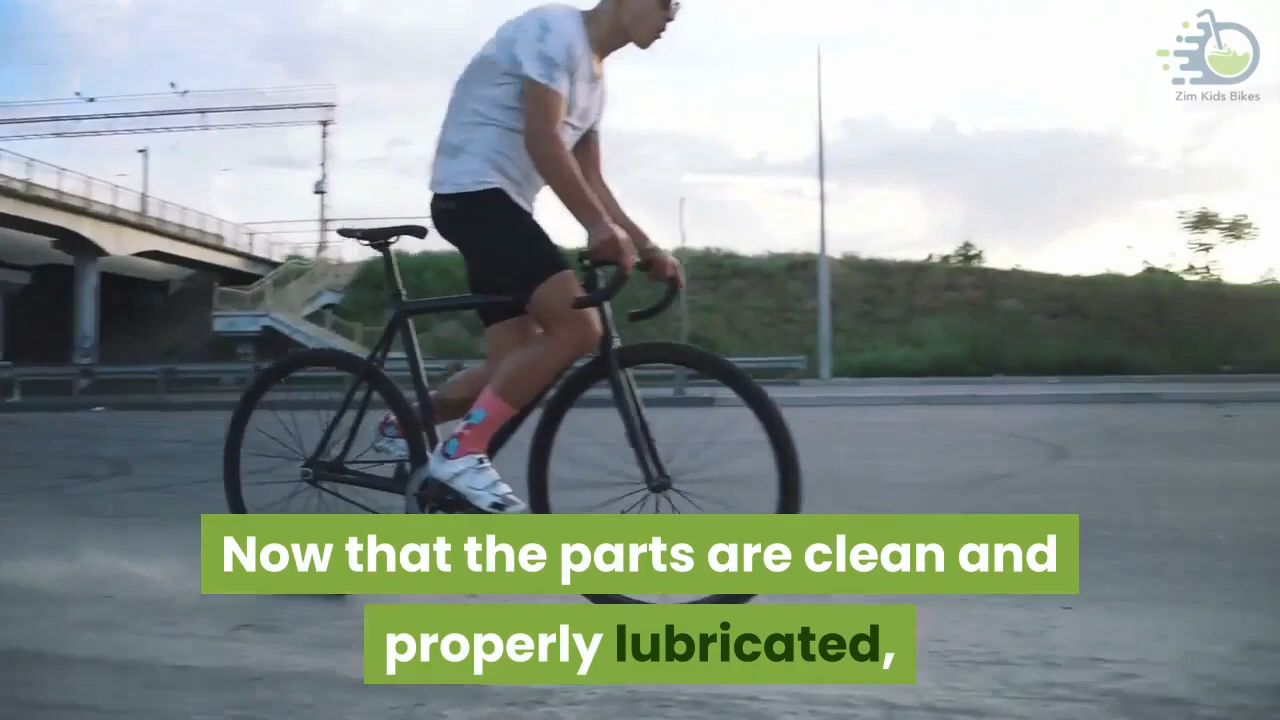 Zim Kids Bikes
Now that the parts are clean and
properly lubricated,